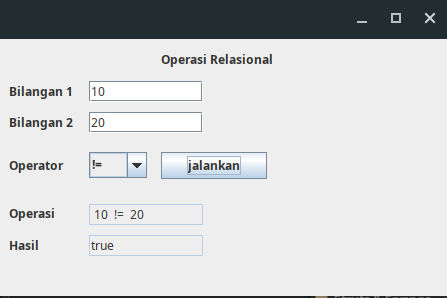 Operasi Relasional
Bilangan 1 10
Bilangan 2 20
Operator != jalankan
Operasi 10 != 20
Hasil true